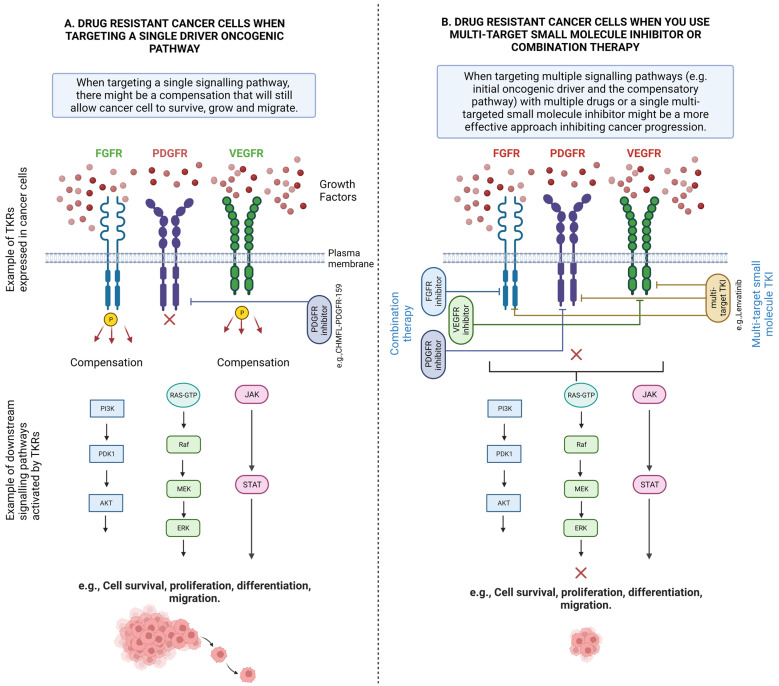 A. DRUG RESISTANT CANCER CELLS WHEN
TARGETING A SINGLE DRIVER ONCOGENIC
PATHWAY
When targeting a single signalling pathway,
there might be a compensation that will still
allow cancer cell to survive, grow and migrate.
FGFR
PDGFR
VEGFR
Growth
Factors
Example of TKRs
expressed in cancer cells
Plasma
membrane
P
P
PDGFR
inhibitor
e.g.,CHMFL-PDGFR-159
Compensation
Compensation
Example of downstream
signalling pathways
activated by TKRs
PI3K
PDK1
AKT
RAS-GTP
Raf
MEK
ERK
JAK
STAT
e.g., Cell survival, proliferation, differentiation,
migration.
B. DRUG RESISTANT CANCER CELLS WHEN YOU USE
MULTI-TARGET SMALL MOLECULE INHIBITOR OR
COMBINATION THERAPY
When targeting multiple signalling pathways (e.g.
initial oncogenic driver and the compensatory
pathway) with multiple drugs or a single multi-
targeted small molecule inhibitor might be a more
effective approach inhibiting cancer progression.
FGFR
PDGFR
VEGFR
Combination
therapy
FGFR
inhibitor
VEGFR
inhibitor
PDGFR
inhibitor
multi-
target TKI
e.g.,Lenvatinib
Multi-target small
molecule TKI
PI3K
PDK1
AKT
RAS-GTP
Raf
MEK
ERK
JAK
STAT
e.g., Cell survival, proliferation, differentiation,
migration.